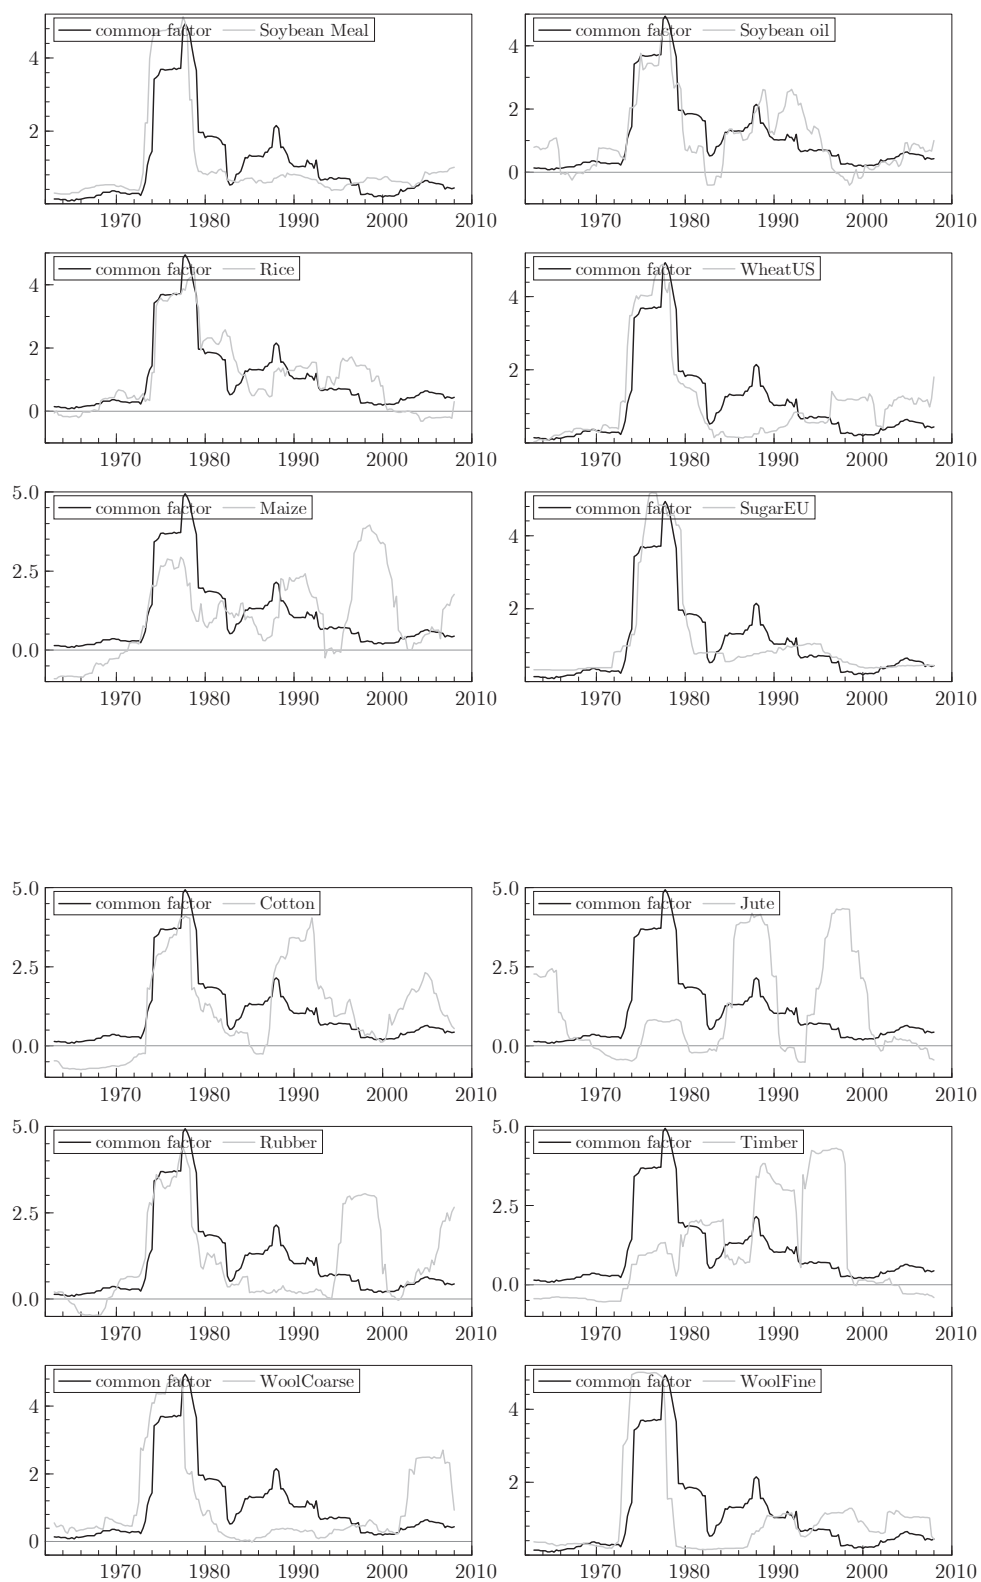 common factor Soybean Meal
4
2
1970 1980 1990 2000 2010
common factor Soybean oil
4
2
0
1970 1980 1990 2000 2010
common factor Rice
4
2
0
1970 1980 1990 2000 2010
common factor WheatUS
4
2
1970 1980 1990 2000 2010
common factor Maize
5.0
2.5
0.0
1970 1980 1990 2000 2010
common factor SugarEU
4
2
1970 1980 1990 2000 2010
common factor Cotton
5.0
2.5
0.0
1970 1980 1990 2000 2010
common factor Jute
5.0
2.5
0.0
1970 1980 1990 2000 2010
common factor Rubber
5.0
2.5
0.0
1970 1980 1990 2000 2010
common factor Timber
5.0
2.5
0.0
1970 1980 1990 2000 2010
common factor WoolCoarse
4
2
0
1970 1980 1990 2000 2010
common factor WoolFine
4
2
1970 1980 1990 2000 2010